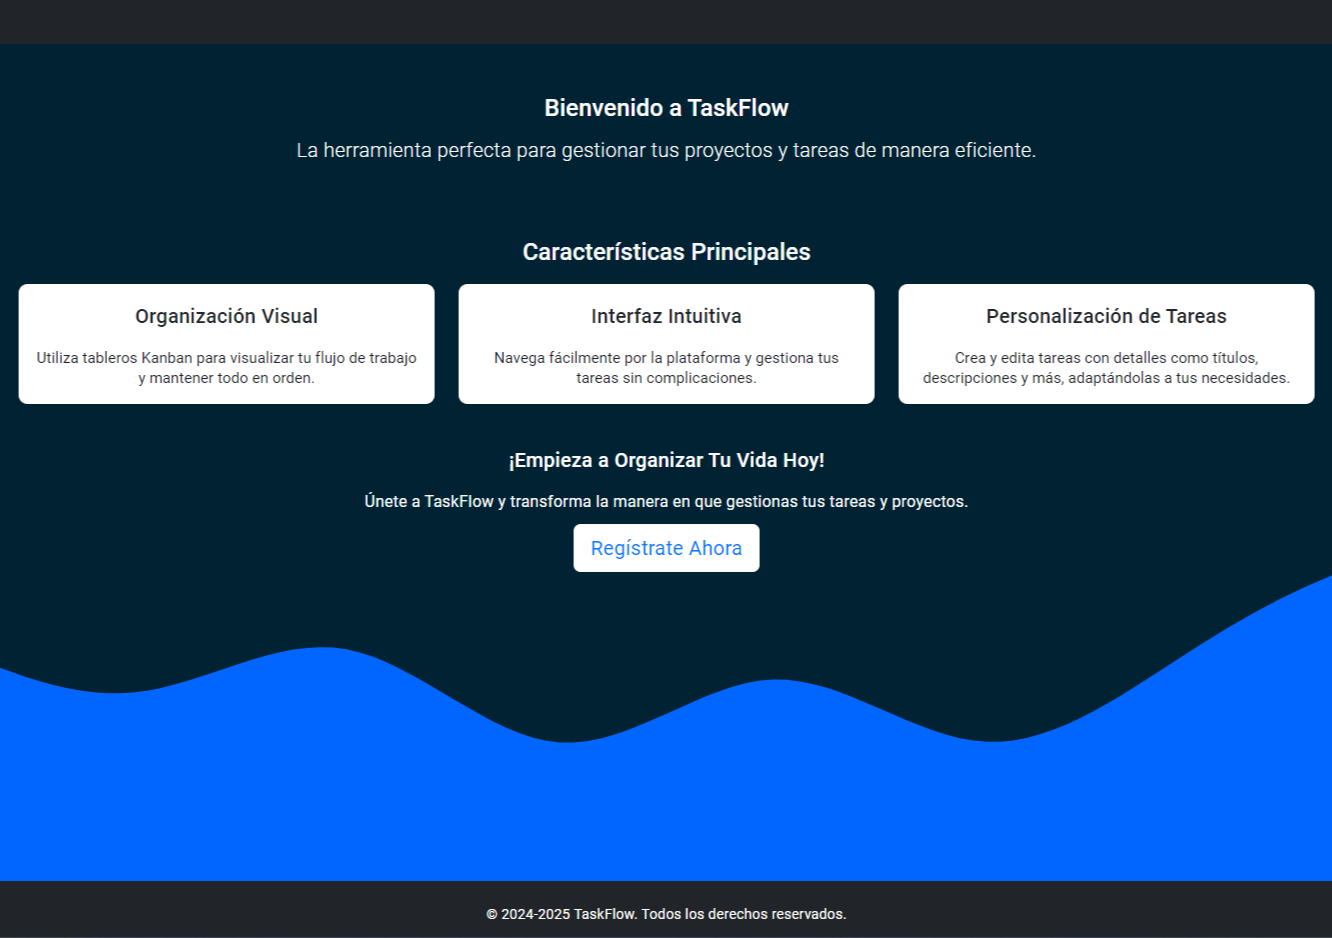 Bienvenido a TaskFlow
La herramienta perfecta para gestionar tus proyectos y tareas de manera eficiente.
Características Principales
Organización Visual
Utiliza tableros Kanban para visualizar tu flujo de trabajo
y mantener todo en orden.
Interfaz Intuitiva
Navega fácilmente por la plataforma y gestiona tus
tareas sin complicaciones.
Personalización de Tareas
Crea y edita tareas con detalles como títulos,
descripciones y más, adaptándolas a tus necesidades.
¡Empieza a Organizar Tu Vida Hoy!
Únete a TaskFlow y transforma la manera en que gestionas tus tareas y proyectos.
Regístrate Ahora
© 2024-2025 TaskFlow. Todos los derechos reservados.